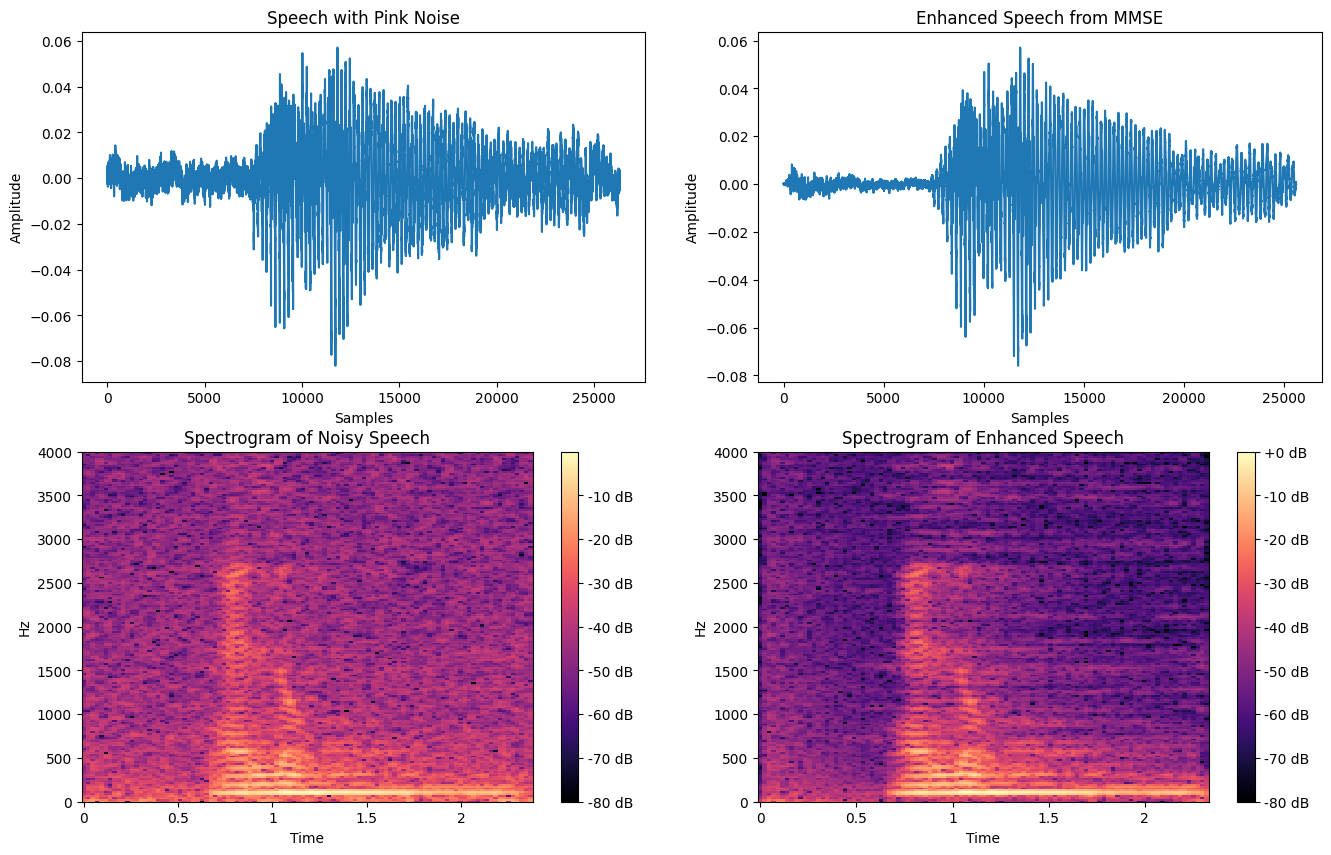 Speech with Pink Noise
0.06
0.04
0.02
0.00
−0.02
−0.04
−0.06
−0.08
Amplitude
0 5000 10000 15000 20000 25000
Samples
Enhanced Speech from MMSE
0.06
0.04
0.02
0.00
−0.02
−0.04
−0.06
−0.08
Amplitude
0 5000 10000 15000 20000 25000
Samples
Spectrogram of Noisy Speech
4000
3500
3000
2500
2000
1500
1000
500
0
Hz
0 0.5 1 1.5 2
Time
-10 dB
-20 dB
-30 dB
-40 dB
-50 dB
-60 dB
-70 dB
-80 dB
Spectrogram of Enhanced Speech
4000
3500
3000
2500
2000
1500
1000
500
0
Hz
0 0.5 1 1.5 2
Time
+0 dB
-10 dB
-20 dB
-30 dB
-40 dB
-50 dB
-60 dB
-70 dB
-80 dB